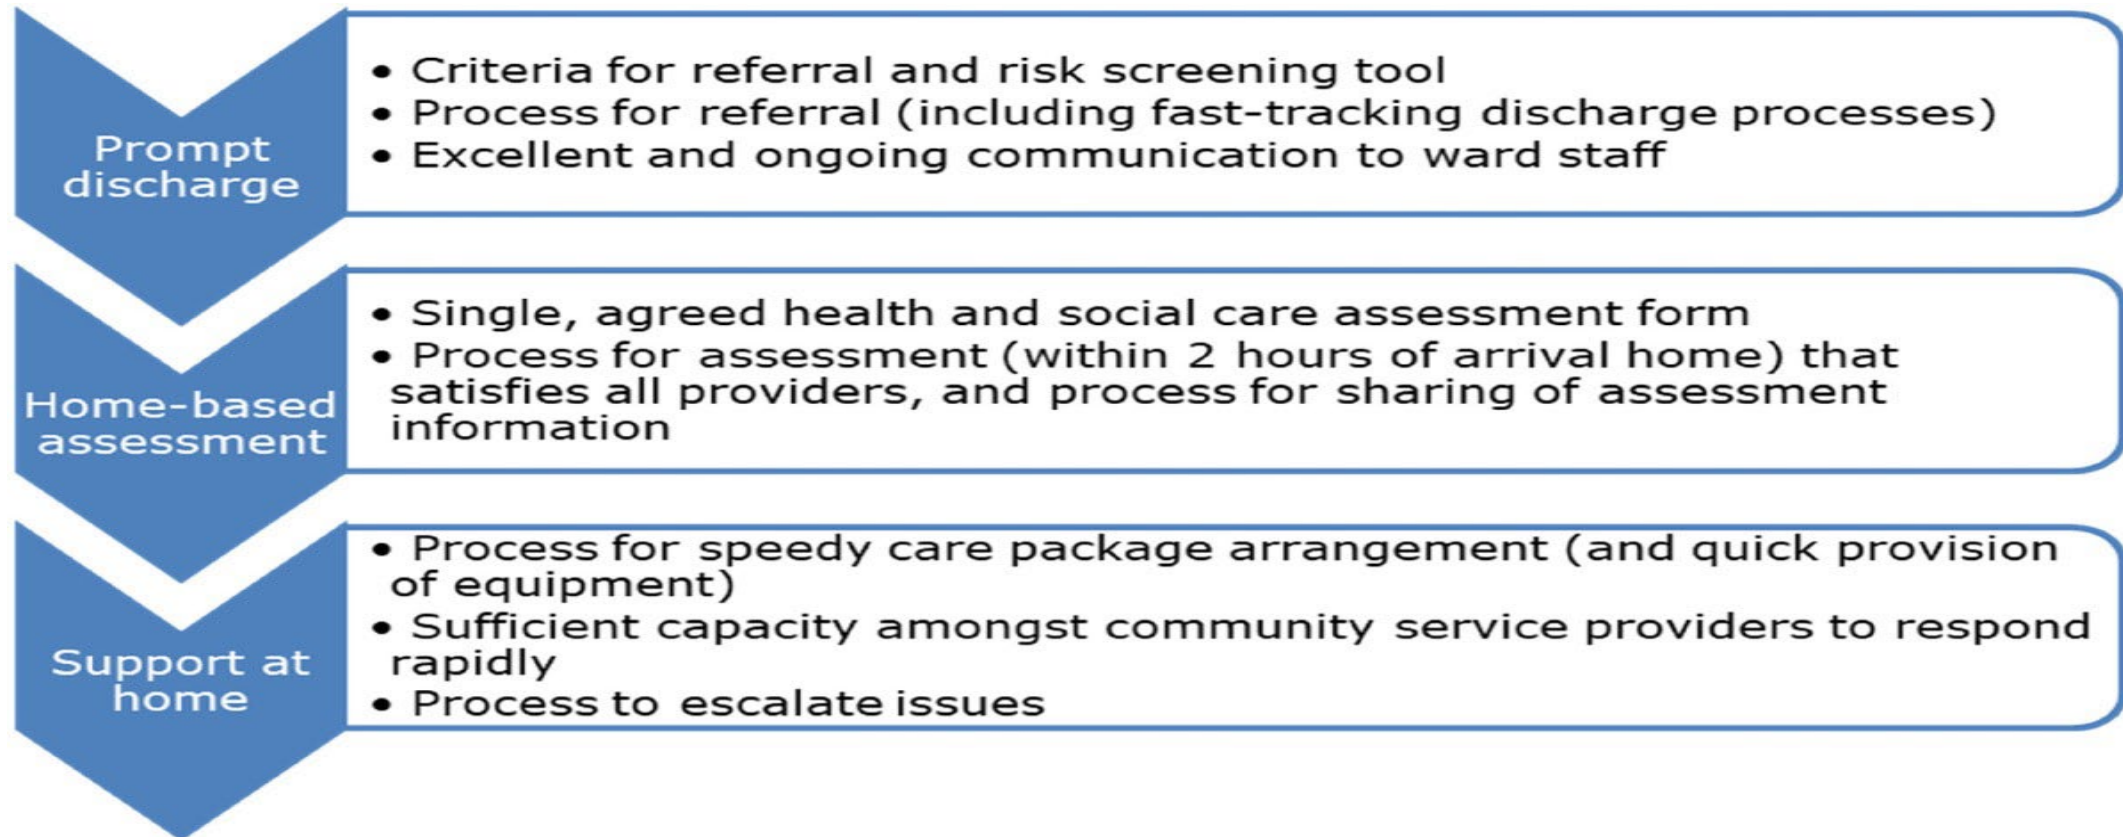 Prompt
discharge
• Criteria for referral and risk screening tool
• Process for referral (including fast-tracking discharge processes)
• Excellent and ongoing communication to ward staff
Home-based
assessment
• Single, agreed health and social care assessment form
• Process for assessment (within 2 hours of arrival home) that
satisfies all providers, and process for sharing of assessment
information
Support at
home
• Process for speedy care package arrangement (and quick provision
of equipment)
• Sufficient capacity amongst community service providers to respond
rapidly
• Process to escalate issues